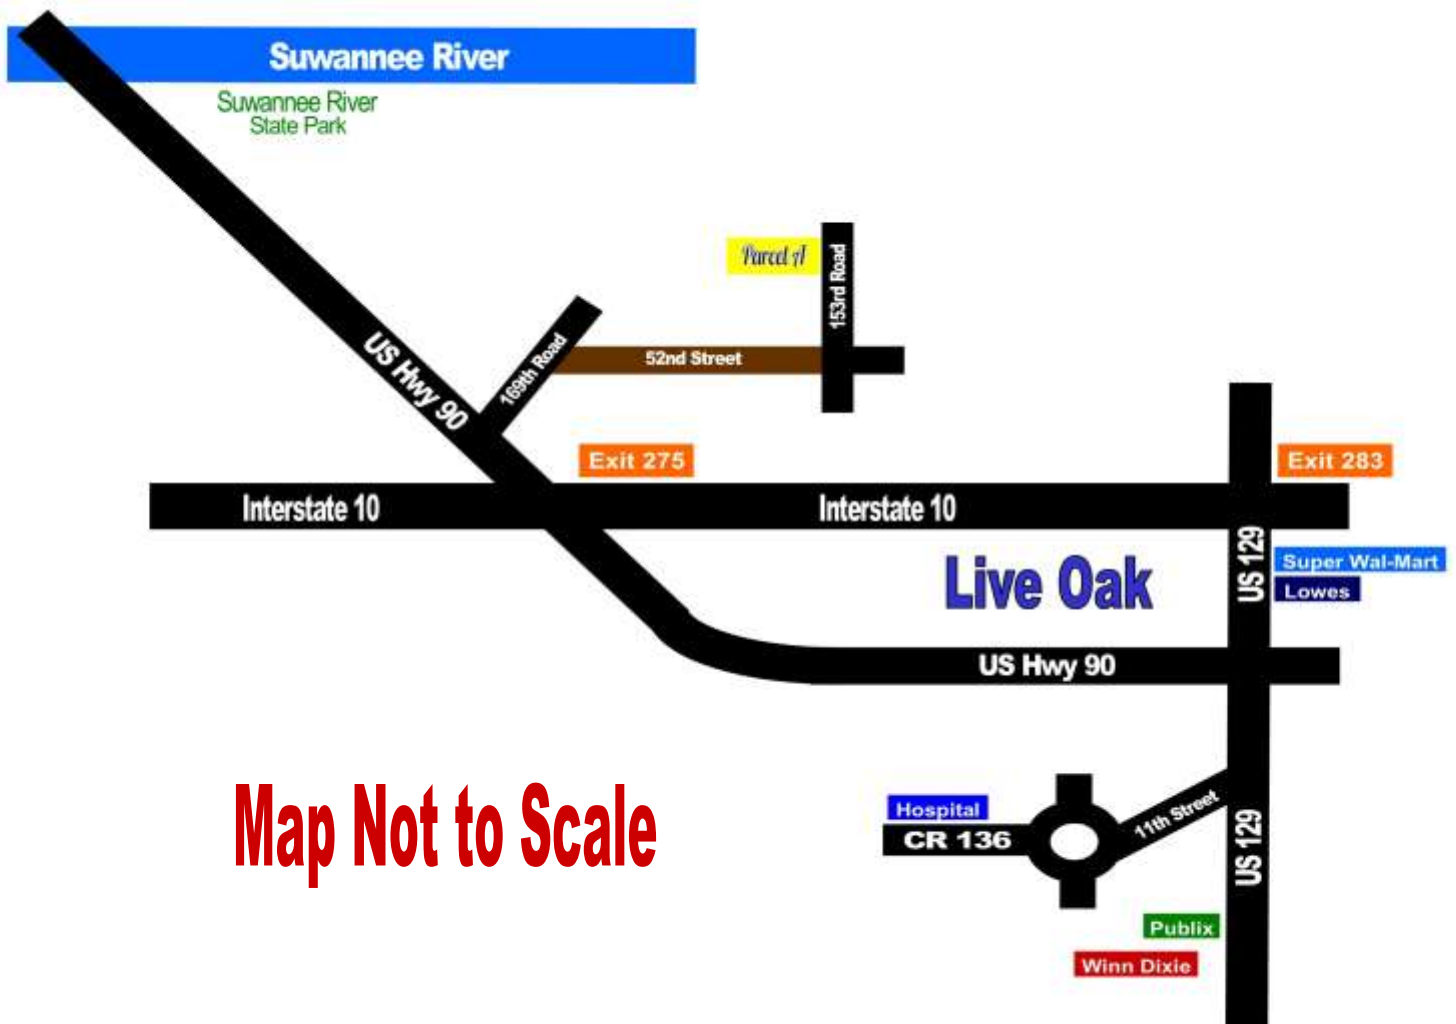 Suwannee River
Suwannee River
State Park
Parcel A
153rd Road
US Hwy 90
169th Road
52nd Street
Exit 275
Exit 283
Interstate 10
Interstate 10
US 129
Super Wal-Mart
Lowes
Live Oak
US Hwy 90
Map Not to Scale
Hospital
CR 136
11th Street
US 129
Publix
Winn Dixie